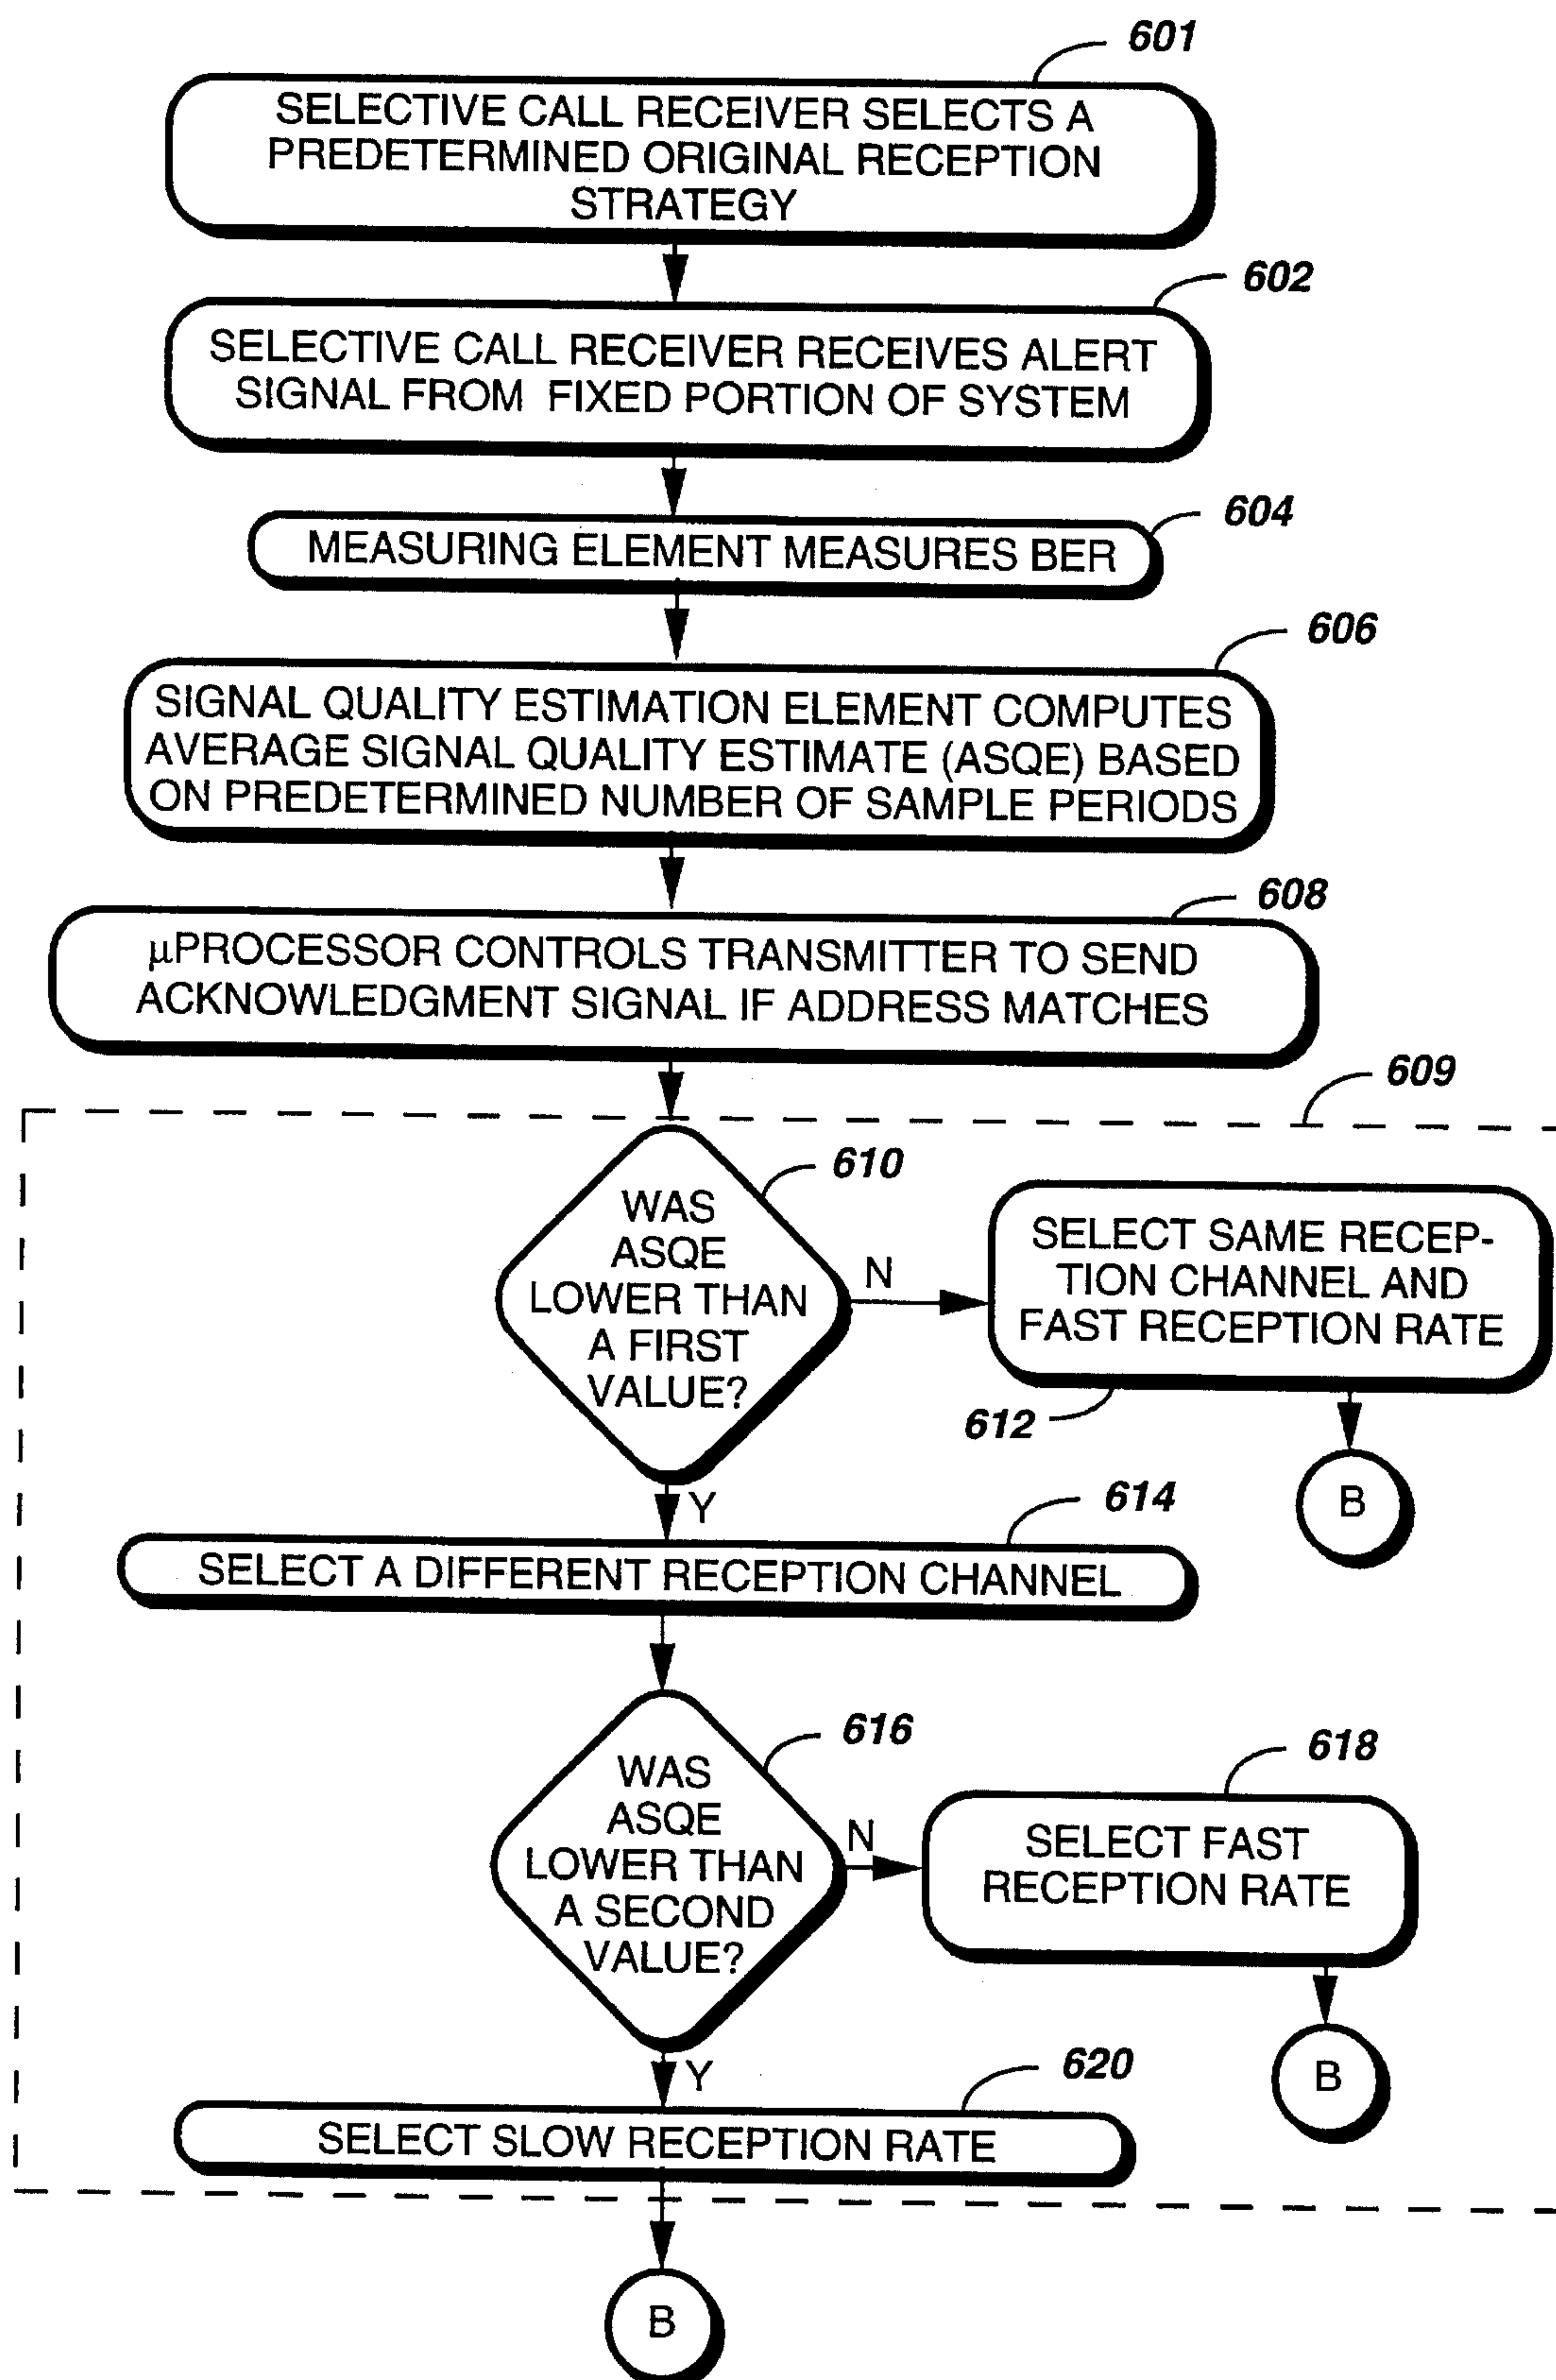 601
SELECTIVE CALL RECEIVER SELECTS A
PREDETERMINED ORIGINAL RECEPTION
STRATEGY
602
SELECTIVE CALL RECEIVER RECEIVES ALERT
SIGNAL FROM FIXED PORTION OF SYSTEM
604
MEASURING ELEMENT MEASURES BER
606
SIGNAL QUALITY ESTIMATION ELEMENT COMPUTES
AVERAGE SIGNAL QUALITY ESTIMATE (ASQE) BASED
ON PREDETERMINED NUMBER OF SAMPLE PERIODS
608
µPROCESSOR CONTROLS TRANSMITTER TO SEND
ACKNOWLEDGMENT SIGNAL IF ADDRESS MATCHES
609
610
WAS
ASQE
LOWER THAN
A FIRST
VALUE?
N
SELECT SAME RECEP-
TION CHANNEL AND
FAST RECEPTION RATE
612
B
Y
614
SELECT A DIFFERENT RECEPTION CHANNEL
616
WAS
ASQE
LOWER THAN
A SECOND
VALUE?
N
618
SELECT FAST
RECEPTION RATE
B
Y
620
SELECT SLOW RECEPTION RATE
B